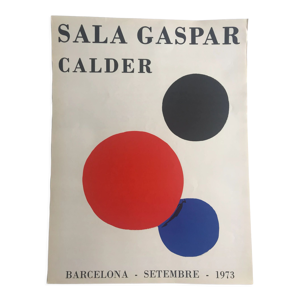 SALA GASPAR
CALDER
BARCELONA - SETEMBRE - 1973